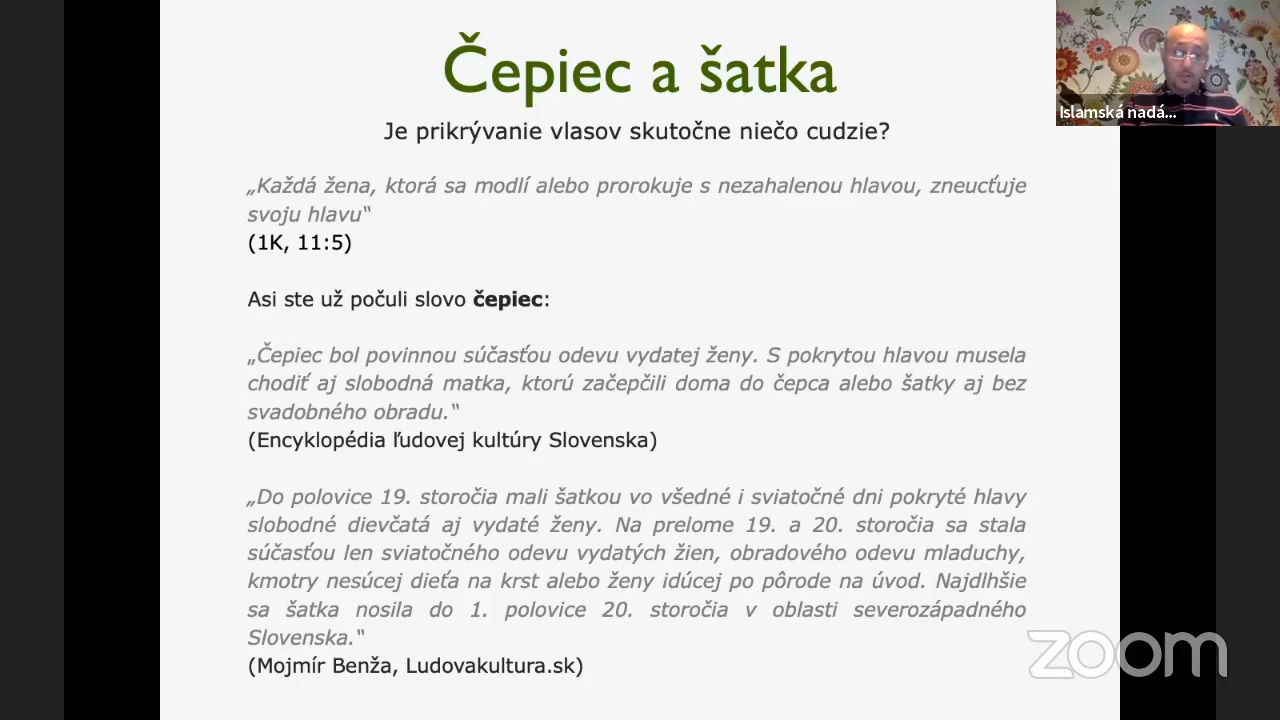 Čepiec a šatka
Islamská nadá...
Je prikrývanie vlasov skutočne niečo cudzie?
„Každá žena, ktorá sa modlí alebo prorokuje s nezahalenou hlavou, zneucťuje
svoju hlavu“
(1K, 11:5)
Asi ste už počuli slovo čepiec:
„Čepiec bol povinnou súčasťou odevu vydatej ženy. S pokrytou hlavou musela
chodiť aj slobodná matka, ktorú začepčili doma do čepca alebo šatky aj bez
svadobného obradu.“
(Encyklopédia ľudovej kultúry Slovenska)
„Do polovice 19. storočia mali šatkou vo všedné i sviatočné dni pokryté hlavy
slobodné dievčatá aj vydaté ženy. Na prelome 19. a 20. storočia sa stala
súčasťou len sviatočného odevu vydatých žien, obradového odevu mladuchy,
kmotry nesúcej dieťa na krst alebo ženy idúcej po pôrode na úvod. Najdlhšie
sa šatka nosila do 1. polovice 20. storočia v oblasti severozápadného
Slovenska.“
(Mojmír Benža, Ludovakultura.sk)
zoom